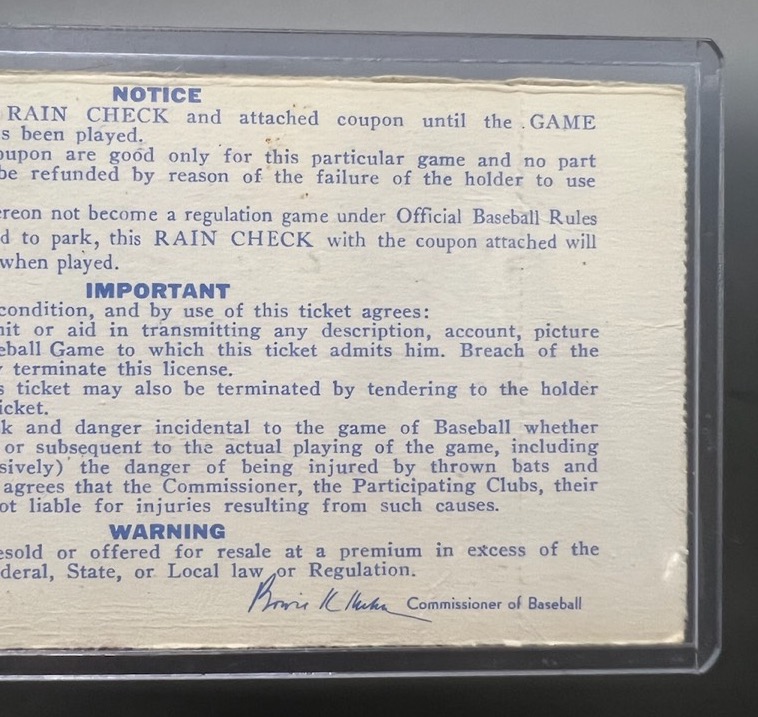 NOTICE
RAIN CHECK and attached coupon until the GAME
s been played.
oupon are good only for this particular game and no part
be refunded by reason of the failure of the holder to use
ereon not become a regulation game under Official Baseball Rules
d to park, this RAIN CHECK with the coupon attached will
when played.
IMPORTANT
condition, and by use of this ticket agrees:
nit or aid in transmitting any description, account, picture
eball Game to which this ticket admits him. Breach of the
terminate this license.
s ticket may also be terminated by tendering to the holder
icket.
k and danger incidental to the game of Baseball whether
or subsequent to the actual playing of the game, including
sively) the danger of being injured by thrown bats and
agrees that the Commissioner, the Participating Clubs, their
ot liable for injuries resulting from such causes.
WARNING
esold or offered for resale at a premium in excess of the
deral, State, or Local law or Regulation.
Bowie K Kuhn Commissioner of Baseball